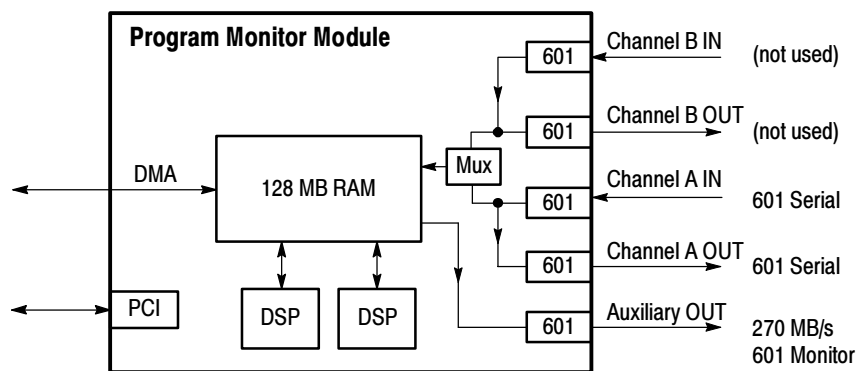 Program Monitor Module
601
Channel B IN
(not used)
601
Channel B OUT
(not used)
Mux
DMA
128 MB RAM
601
Channel A IN
601 Serial
601
Channel A OUT
601 Serial
PCI
DSP
DSP
601
Auxiliary OUT
270 MB/s
601 Monitor